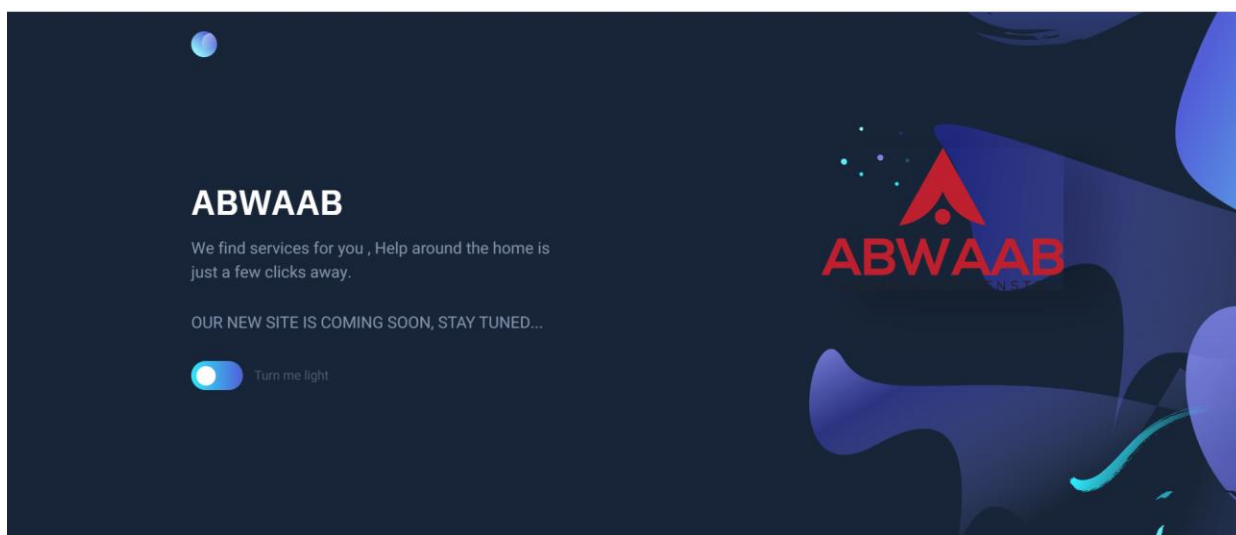 ABWAAB
We find services for you , Help around the home is
just a few clicks away.
OUR NEW SITE IS COMING SOON, STAY TUNED...
Turn me light
ABWAAB